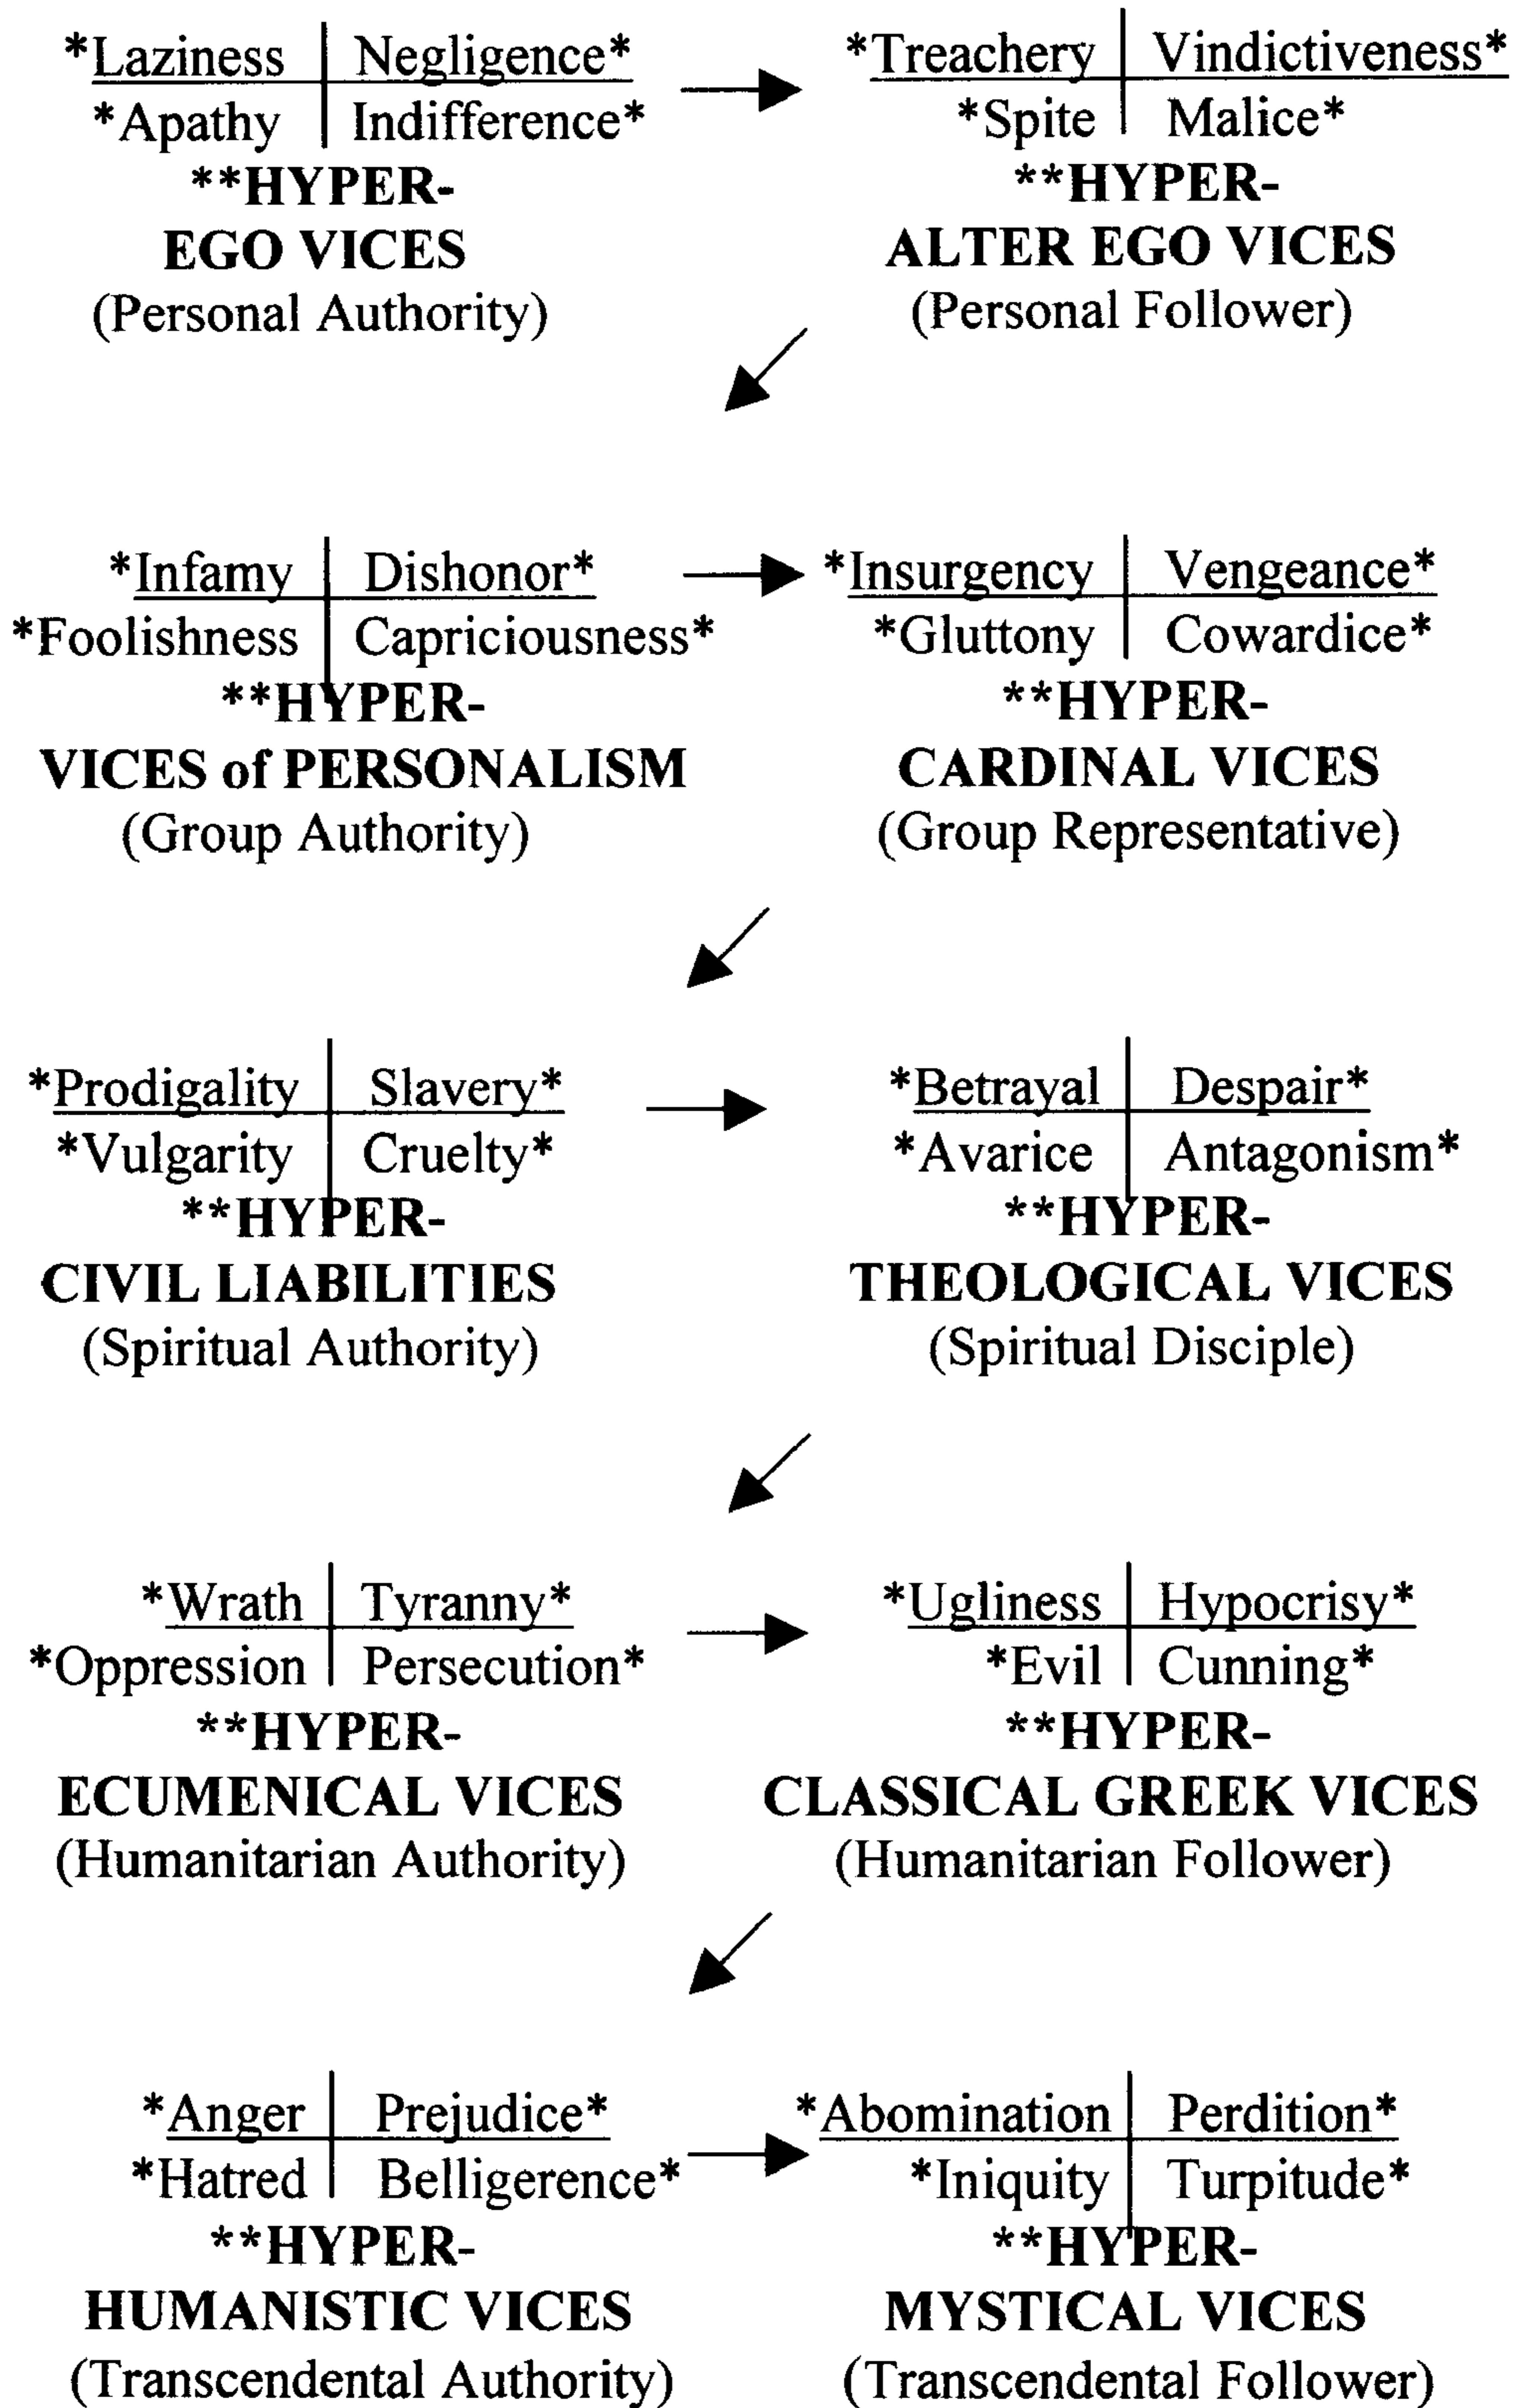 *Laziness Negligence*
*Apathy Indifference*
**HYPER-
EGO VICES
(Personal Authority)
*Treachery Vindictiveness*
*Spite Malice*
**HYPER-
ALTER EGO VICES
(Personal Follower)
*Infamy Dishonor*
*Foolishness Capriciousness*
**HYPER-
VICES of PERSONALISM
(Group Authority)
*Insurgency Vengeance*
*Gluttony Cowardice*
**HYPER-
CARDINAL VICES
(Group Representative)
*Prodigality Slavery*
*Vulgarity Cruelty*
**HYPER-
CIVIL LIABILITIES
(Spiritual Authority)
*Betrayal Despair*
*Avarice Antagonism*
**HYPER-
THEOLOGICAL VICES
(Spiritual Disciple)
*Wrath Tyranny*
*Oppression Persecution*
**HYPER-
ECUMENICAL VICES
(Humanitarian Authority)
*Ugliness Hypocrisy*
*Evil Cunning*
**HYPER-
CLASSICAL GREEK VICES
(Humanitarian Follower)
*Anger Prejudice*
*Hatred Belligerence*
**HYPER-
HUMANISTIC VICES
(Transcendental Authority)
*Abomination Perdition*
*Iniquity Turpitude*
**HYPER-
MYSTICAL VICES
(Transcendental Follower)